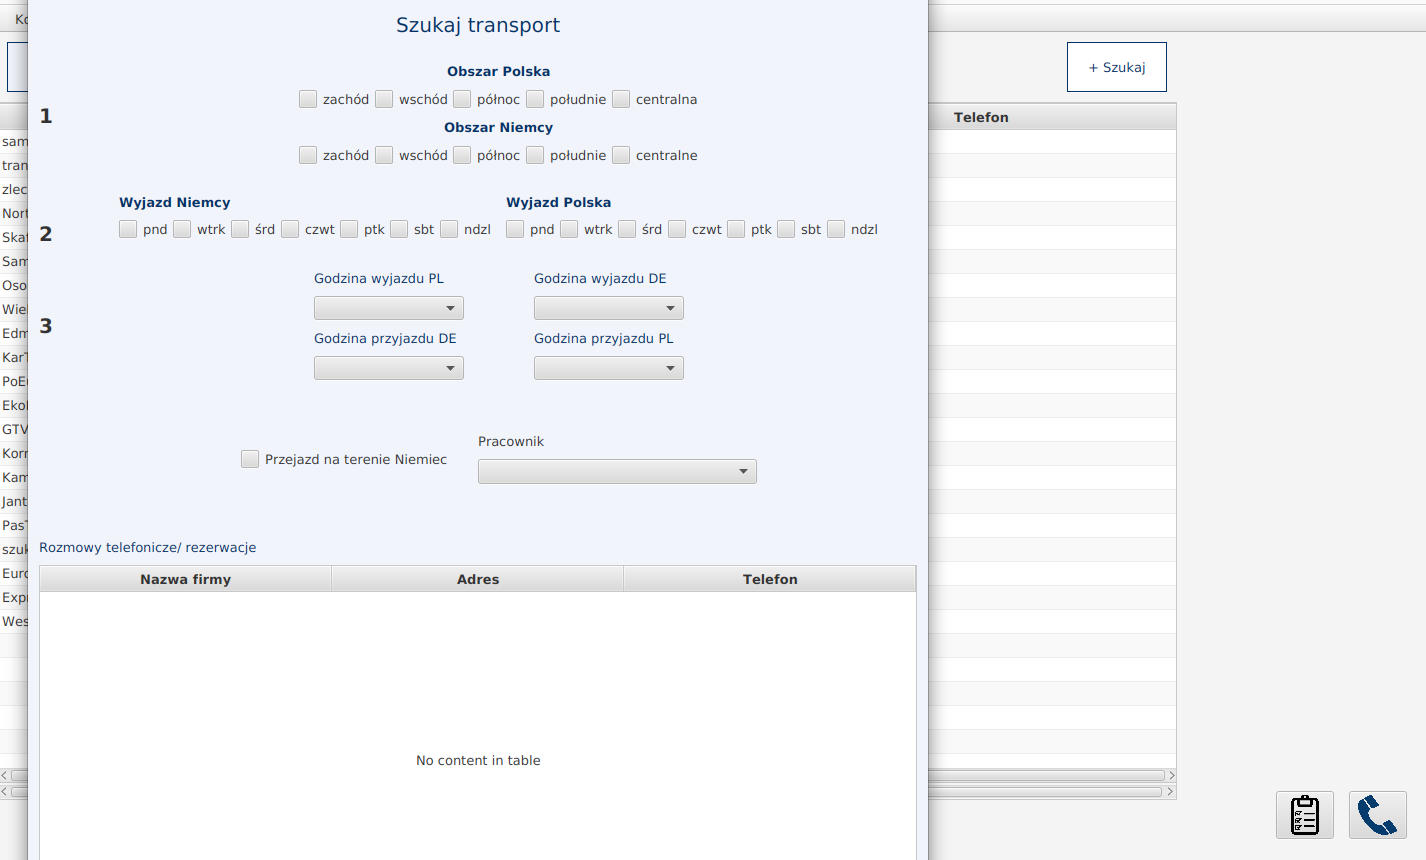 Szukaj transport
+ Szukaj
Obszar Polska
1
zachód wschód północ południe centralna
Obszar Niemcy
zachód wschód północ południe centralne
Wyjazd Niemcy Wyjazd Polska
2
pnd wtrk śrd czwt ptk sbt ndzl pnd wtrk śrd czwt ptk sbt ndzl
Godzina wyjazdu PL Godzina wyjazdu DE
3
Godzina przyjazdu DE Godzina przyjazdu PL
Przejazd na terenie Niemiec
Pracownik
Rozmowy telefonicze/ rezerwacje
Nazwa firmy Adres Telefon
No content in table
Telefon
sam
tran
zlec
Nort
Skat
Sam
Oso
Wie
Edm
KarT
PoEu
Ekol
GTV
Korr
Kam
Jant
PasT
szuk
Euro
Expr
Wes